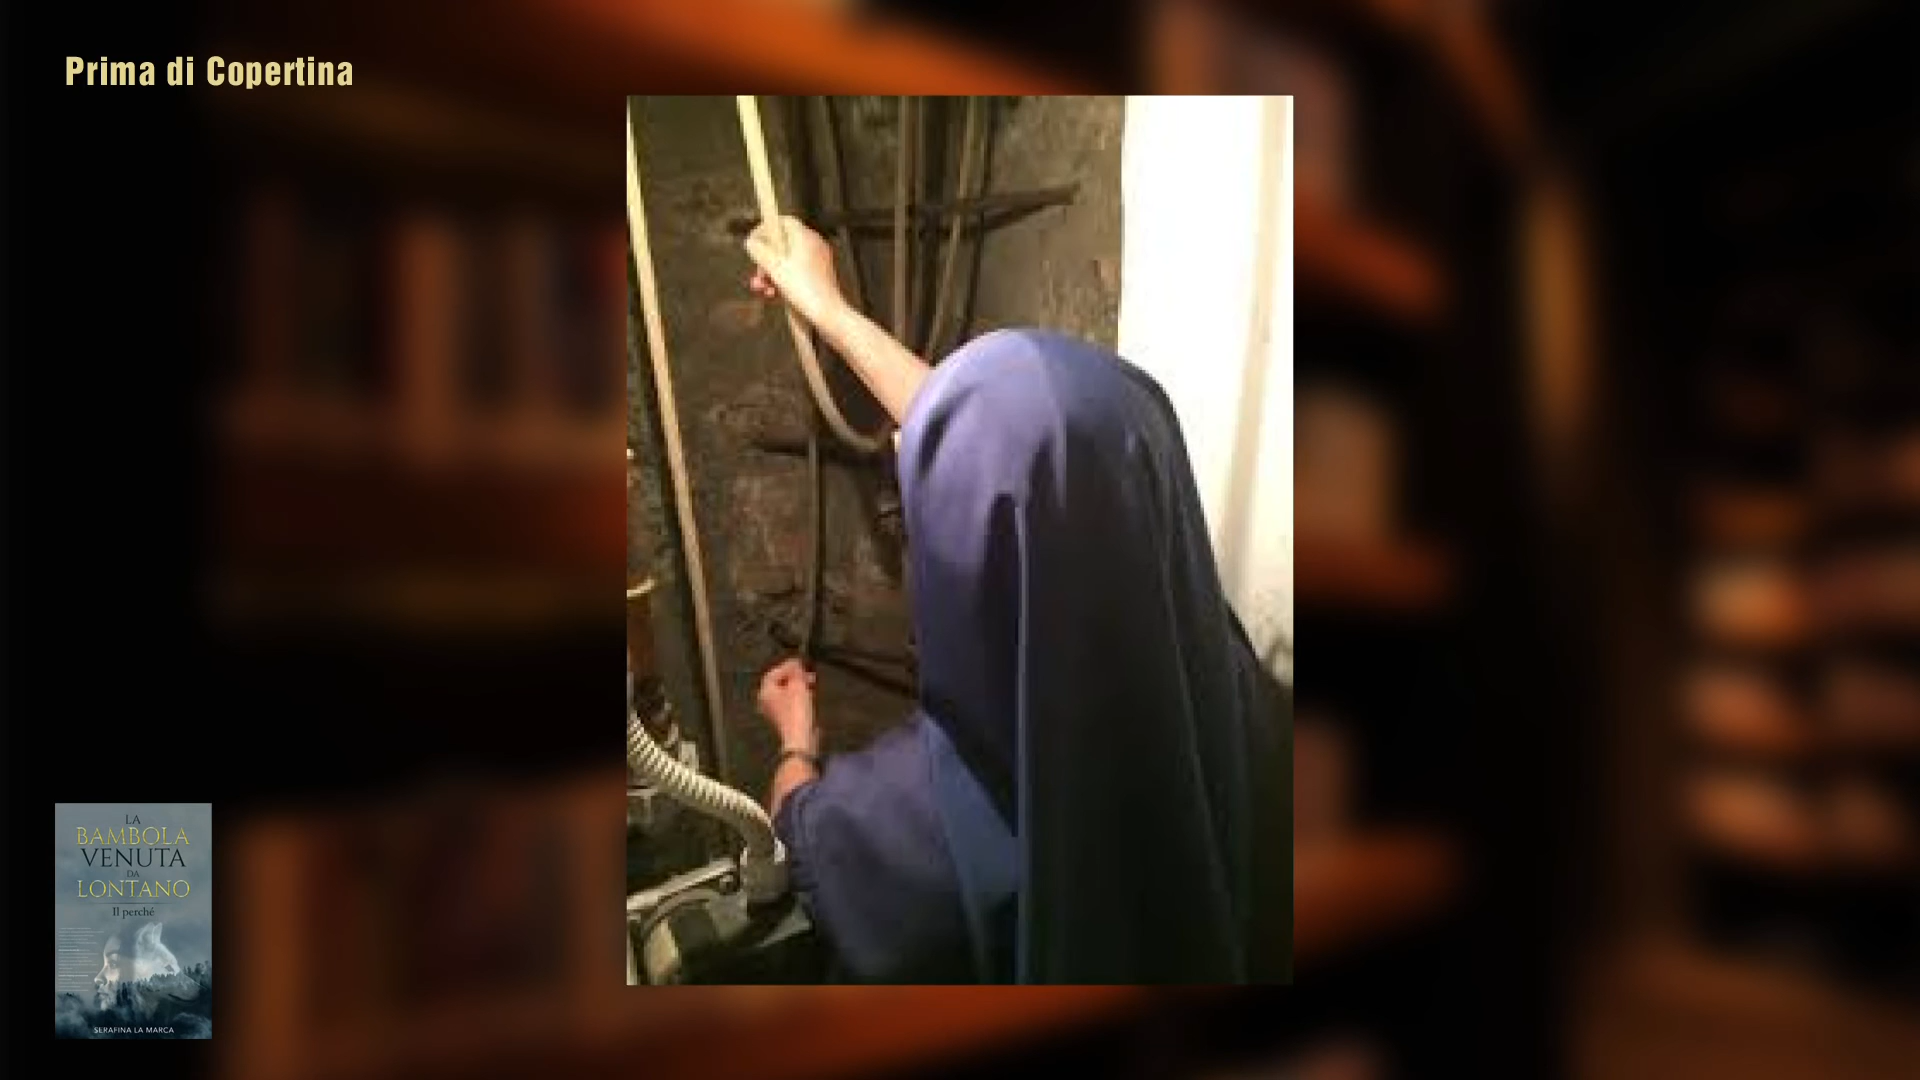 Prima di Copertina
LA
BAMBOLA
VENUTA
DA
LONTANO
Il perché
SERAFINA LA MARCA